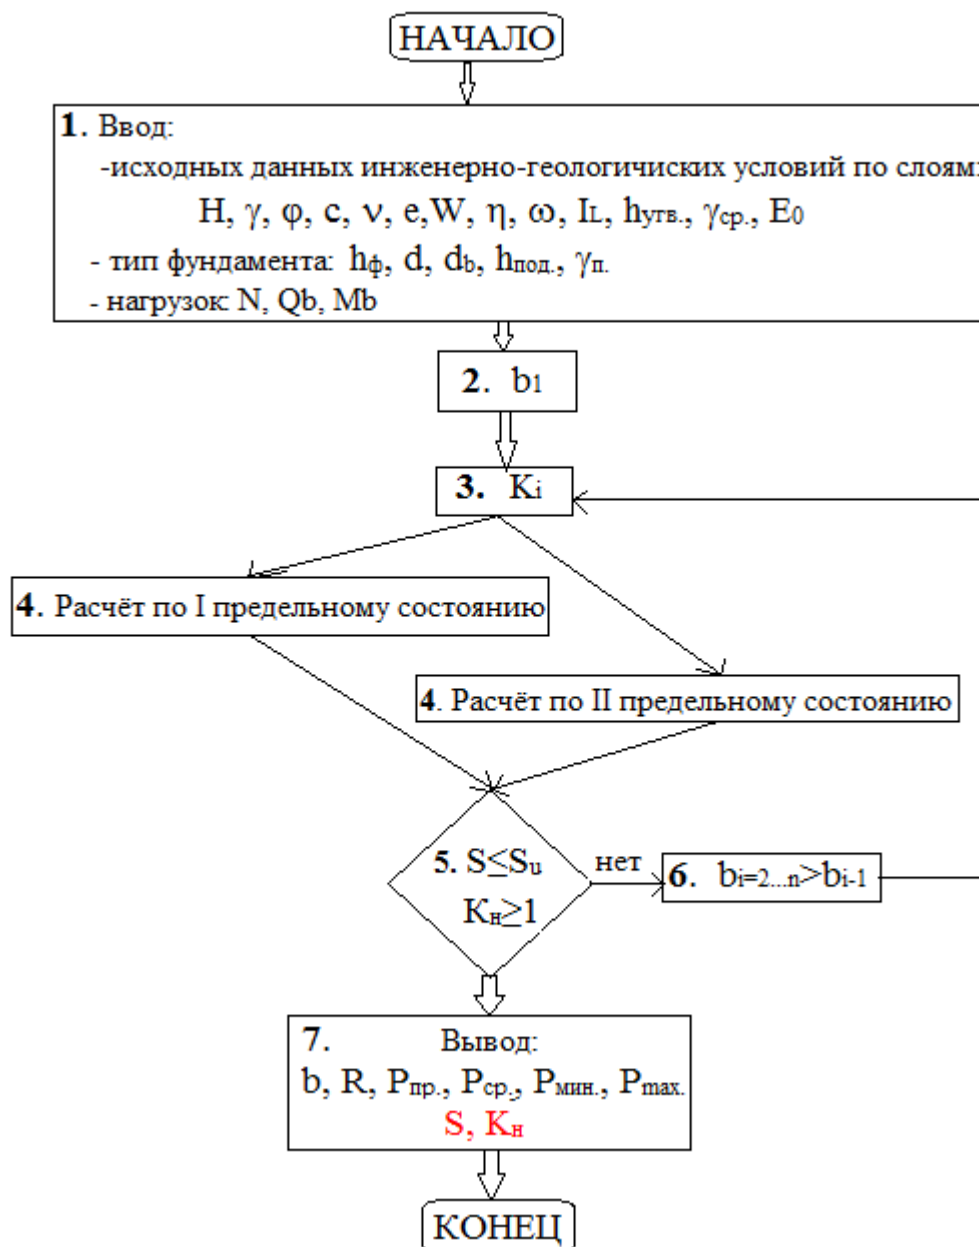 НАЧАЛО
1. Ввод:
-исходных данных инженерно-геологичиских условий по слоям
H, γ, φ, c, ν, e,W, η, ω, IL, hугв., γср., E0
- тип фундамента: hф, d, db, hпод., γп.
- нагрузок: N, Qb, Mb
2. b1
3. Ki
4. Расчёт по I предельному состоянию
4. Расчёт по II предельному состоянию
5. S≤Su
Kн≥1
нет
6. bi=2...n>bi-1
7. Вывод:
b, R, Pпр., Pср., Pмин., Pmax.
S, Kн
КОНЕЦ